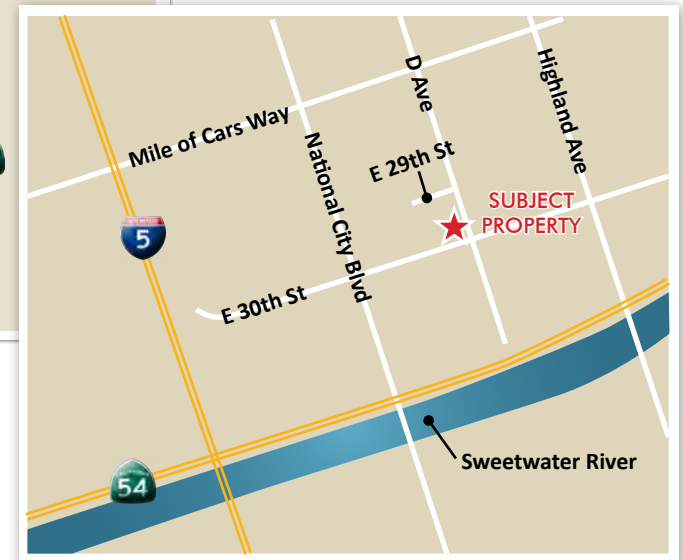 D Ave
Highland Ave
Mile of Cars Way
National City Blvd
E 29th St
SUBJECT
PROPERTY
5
E 30th St
Sweetwater River
54